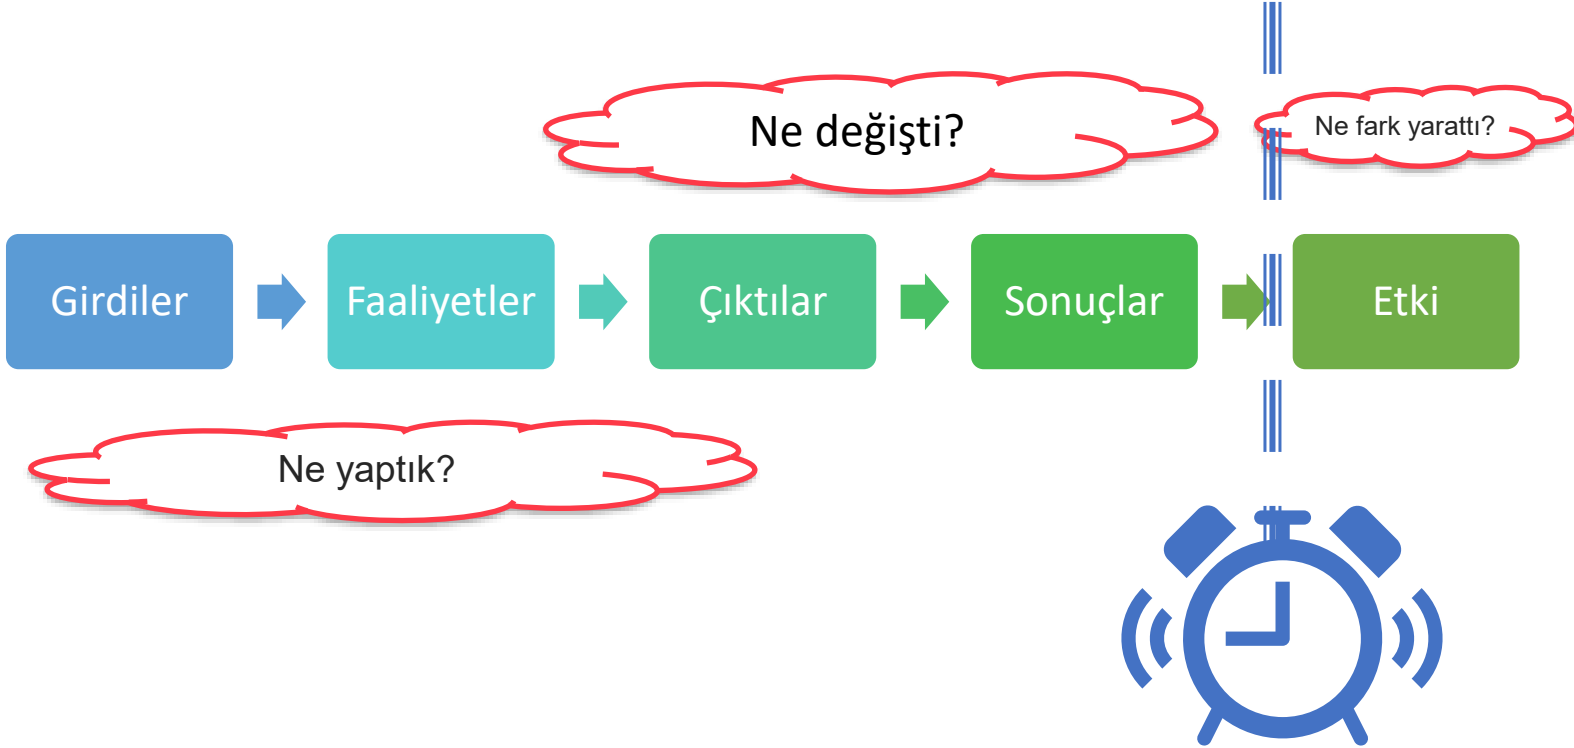 Ne değişti?
Ne fark yarattı?
Girdiler
Faaliyetler
Çıktılar
Sonuçlar
Etki
Ne yaptık?